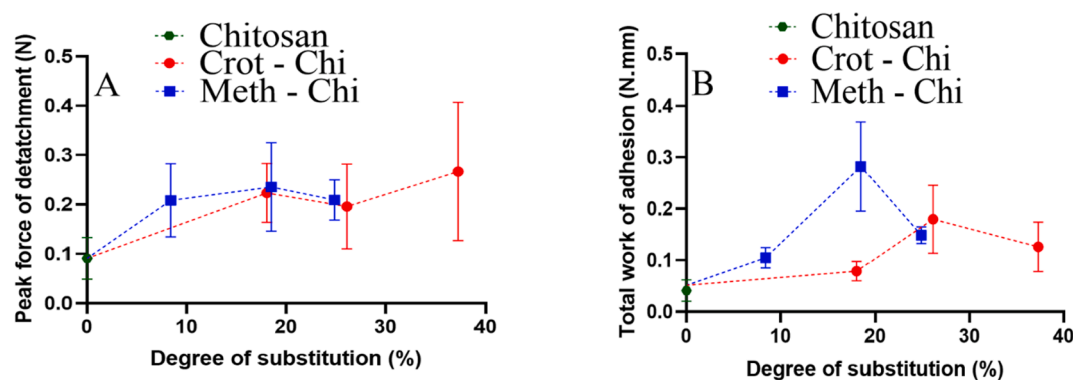 A
Chitosan
Crot - Chi
Meth - Chi
Peak force of detatchment (N)
0.5
0.4
0.3
0.2
0.1
0.0
0 10 20 30 40
Degree of substitution (%)
B
Chitosan
Crot - Chi
Meth - Chi
Total work of adhesion (N.mm)
0.5
0.4
0.3
0.2
0.1
0.0
0 10 20 30 40
Degree of substitution (%)